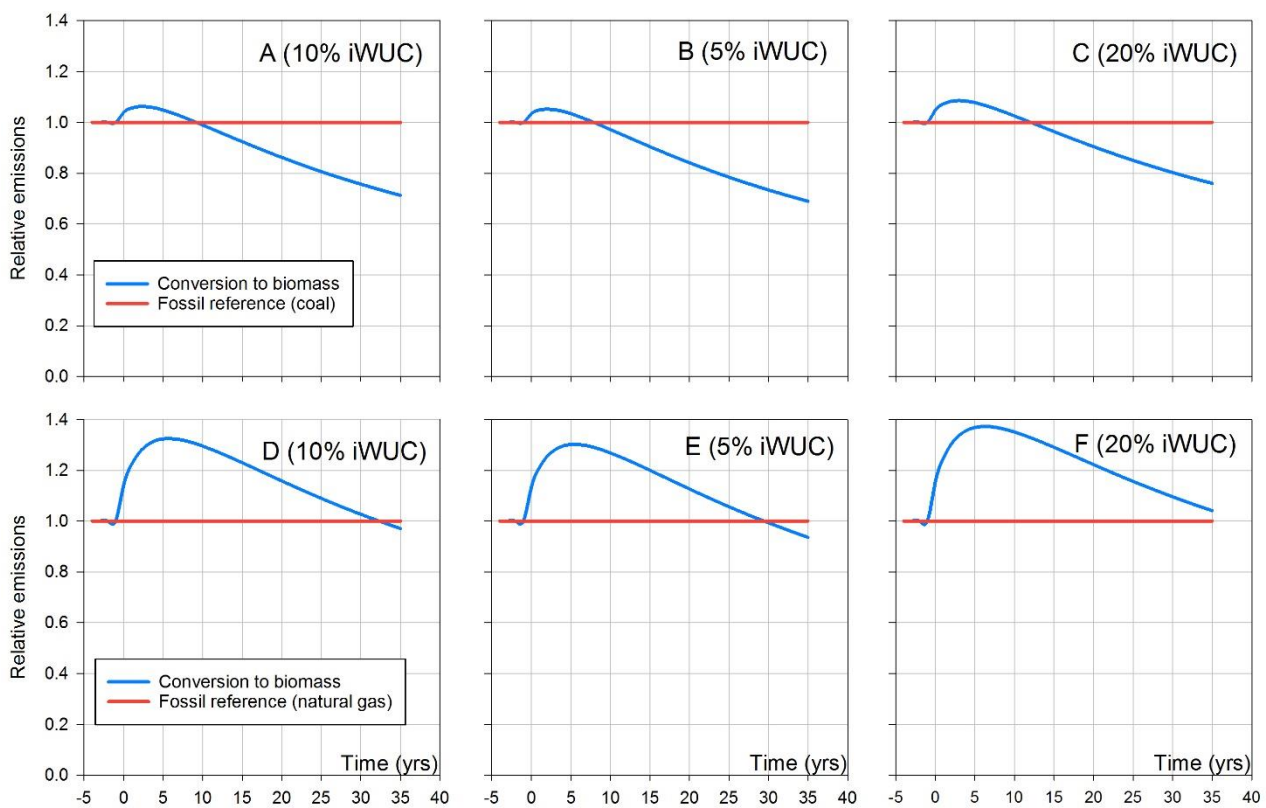 1.4
1.2
1.0
0.8
0.6
0.4
0.2
0.0
Relative emissions
A (10% iWUC)
Conversion to biomass
Fossil reference (coal)
B (5% iWUC)
C (20% iWUC)
1.4
1.2
1.0
0.8
0.6
0.4
0.2
0.0
Relative emissions
D (10% iWUC)
Conversion to biomass
Fossil reference (natural gas)
Time (yrs)
-5 0 5 10 15 20 25 30 35 40
E (5% iWUC)
Time (yrs)
-5 0 5 10 15 20 25 30 35 40
F (20% iWUC)
Time (yrs)
-5 0 5 10 15 20 25 30 35 40